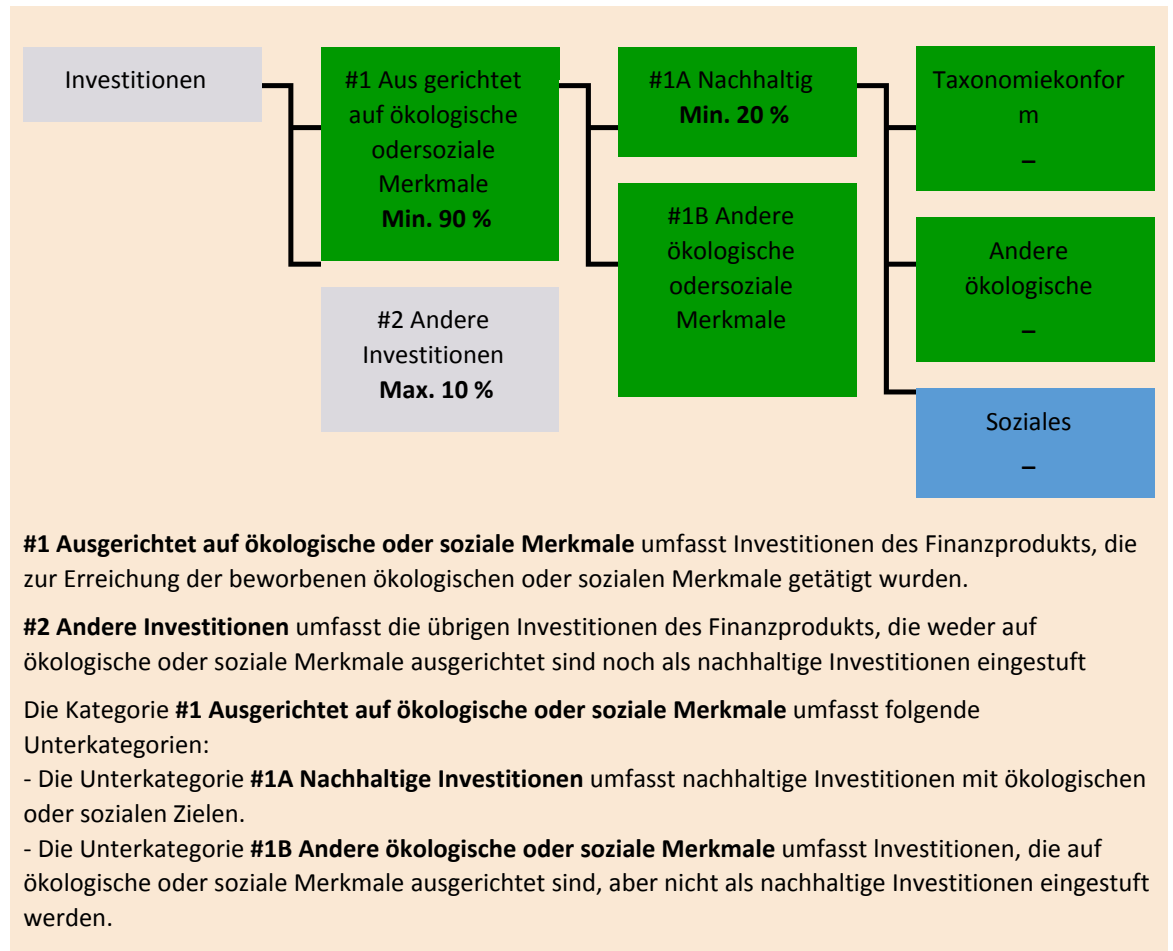 Investitionen
#1 Aus gerichtet
auf ökologische
odersoziale
Merkmale
Min. 90 %
#2 Andere
Investitionen
Max. 10 %
#1A Nachhaltig
Min. 20 %
#1B Andere
ökologische
odersoziale
Merkmale
Taxonomiekonfor
m
–
Andere
ökologische
–
Soziales
–
#1 Ausgerichtet auf ökologische oder soziale Merkmale umfasst Investitionen des Finanzprodukts, die
zur Erreichung der beworbenen ökologischen oder sozialen Merkmale getätigt wurden.
#2 Andere Investitionen umfasst die übrigen Investitionen des Finanzprodukts, die weder auf
ökologische oder soziale Merkmale ausgerichtet sind noch als nachhaltige Investitionen eingestuft
Die Kategorie #1 Ausgerichtet auf ökologische oder soziale Merkmale umfasst folgende
Unterkategorien:
- Die Unterkategorie #1A Nachhaltige Investitionen umfasst nachhaltige Investitionen mit ökologischen
oder sozialen Zielen.
- Die Unterkategorie #1B Andere ökologische oder soziale Merkmale umfasst lnvestitionen, die auf
ökologische oder soziale Merkmale ausgerichtet sind, aber nicht als nachhaltige Investitionen eingestuft
werden.